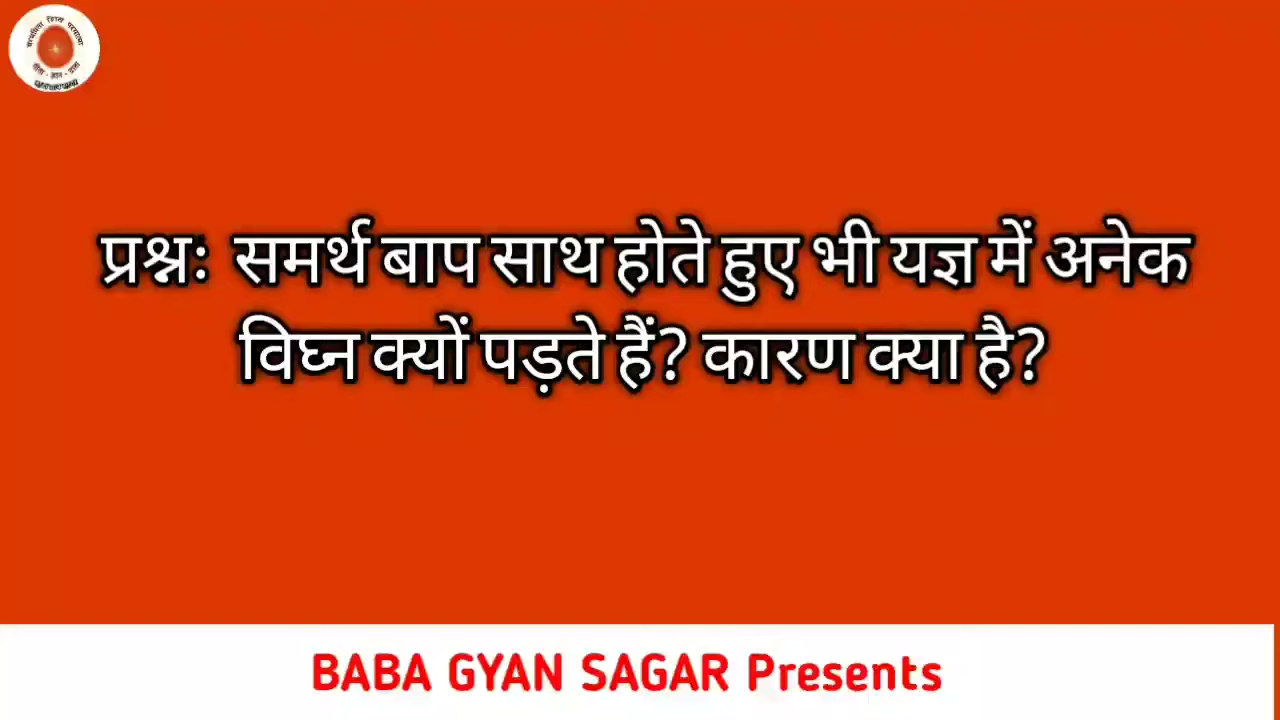 प्रश्नः समर्थ बाप साथ होते हुए भी यज्ञ में अनेक
विघ्न क्यों पड़ते हैं? कारण क्या है?
BABA GYAN SAGAR Presents